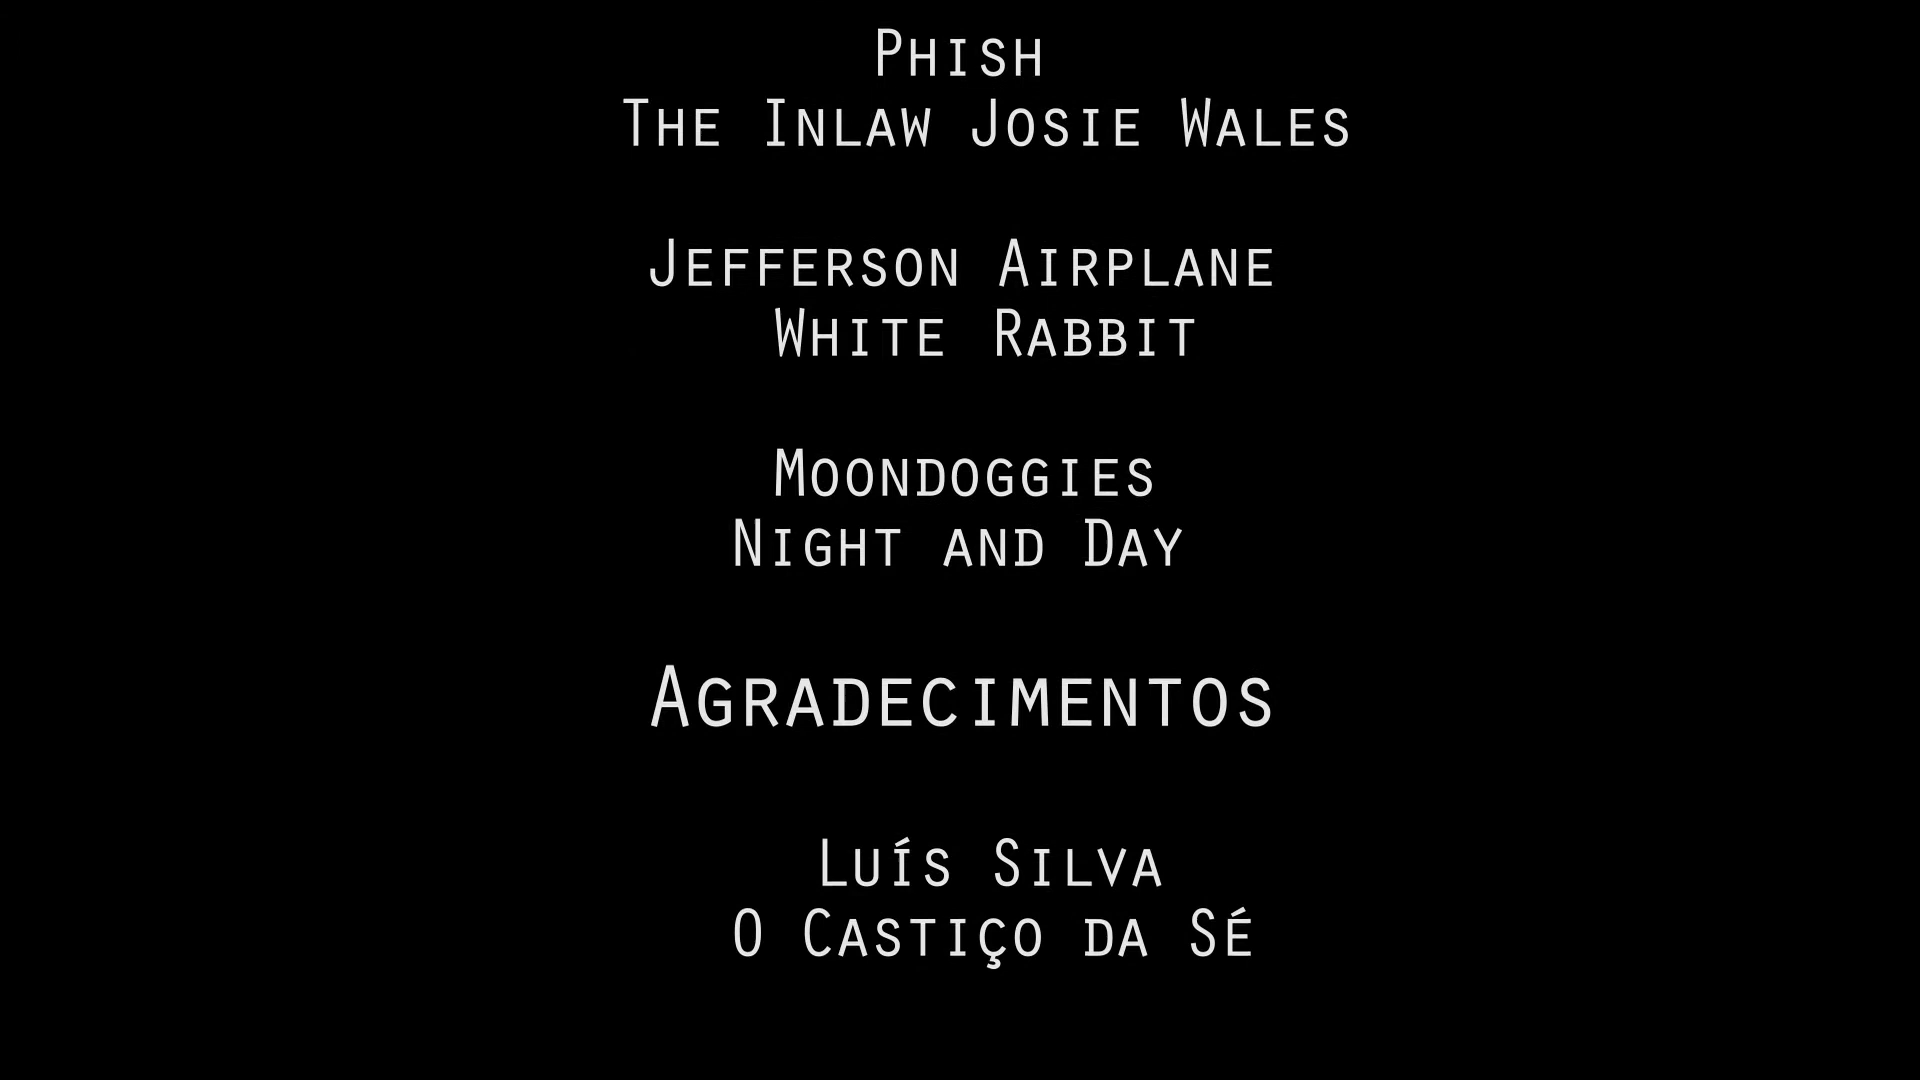 Phish
The Inlaw Josie Wales
Jefferson Airplane
White Rabbit
Moondoggies
Night and Day
Agradecimentos
Luís Silva
O Castiço da Sé